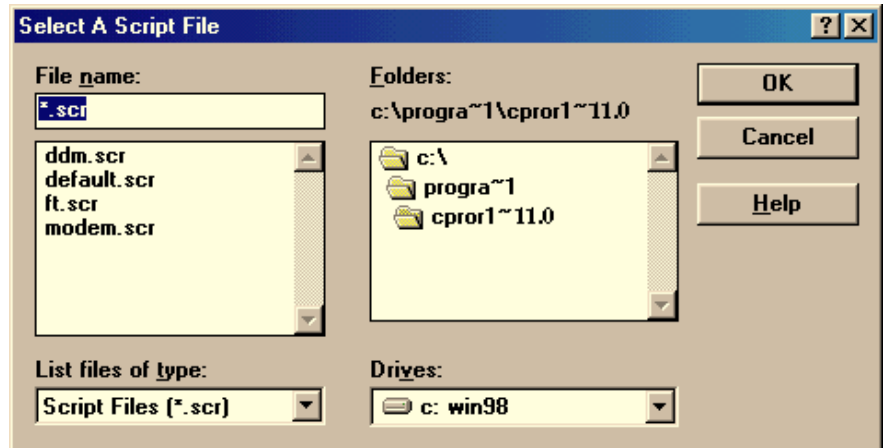 Select A Script File
File name:
*.scr
ddm.scr
default.scr
ft.scr
modem.scr
List files of type:
Script Files (*.scr)
Folders:
c:\progra~1\cpror1~11.0
c:\
progra~1
cpror1~11.0
Drives:
c: win98
OK
Cancel
Help